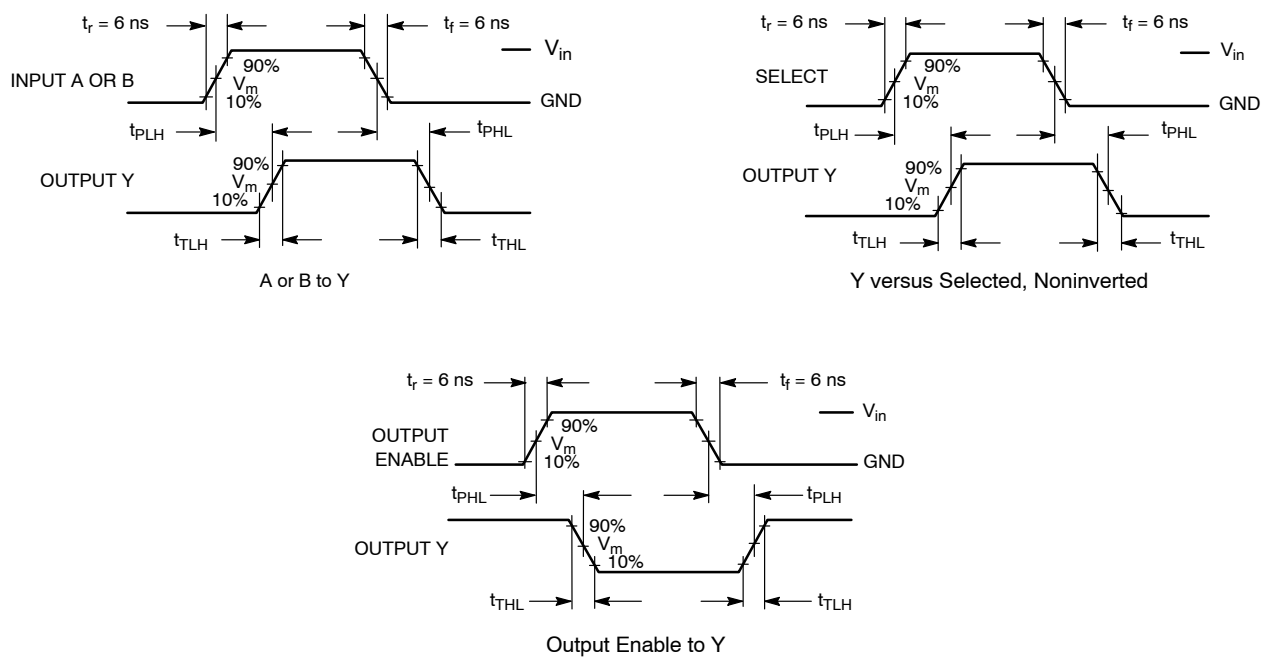 t_r = 6 ns
t_f = 6 ns
V_in
INPUT A OR B
90%
V_m
10%
GND
t_PLH
t_PHL
OUTPUT Y
90%
V_m
10%
t_TLH
t_THL
A or B to Y
t_r = 6 ns
t_f = 6 ns
V_in
SELECT
90%
V_m
10%
GND
t_PLH
t_PHL
OUTPUT Y
90%
V_m
10%
t_TLH
t_THL
Y versus Selected, Noninverted
t_r = 6 ns
t_f = 6 ns
V_in
OUTPUT
ENABLE
90%
V_m
10%
GND
t_PHL
t_PLH
OUTPUT Y
90%
V_m
10%
t_THL
t_TLH
Output Enable to Y